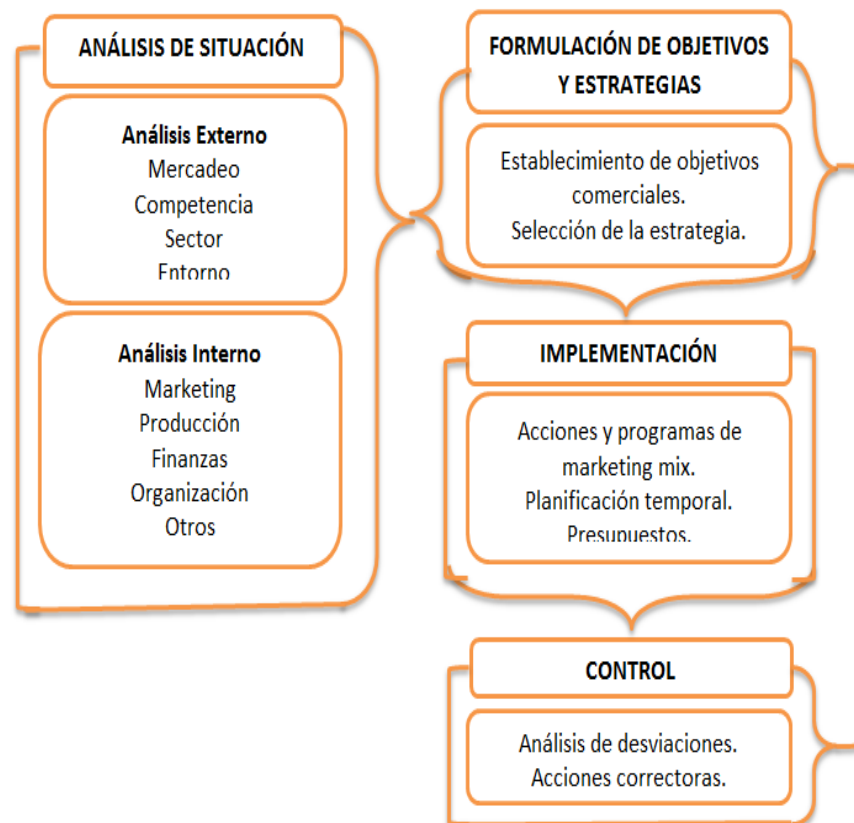 ANÁLISIS DE SITUACIÓN
Análisis Externo
Mercadeo
Competencia
Sector
Entorno
Análisis Interno
Marketing
Producción
Finanzas
Organización
Otros
FORMULACIÓN DE OBJETIVOS
Y ESTRATEGIAS
Establecimiento de objetivos
comerciales.
Selección de la estrategia.
IMPLEMENTACIÓN
Acciones y programas de
marketing mix.
Planificación temporal.
Presupuestos.
CONTROL
Análisis de desviaciones.
Acciones correctoras.